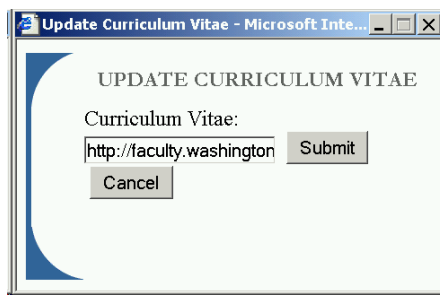 Update Curriculum Vitae - Microsoft Inte...
UPDATE CURRICULUM VITAE
Curriculum Vitae:
http://faculty.washington Submit
Cancel